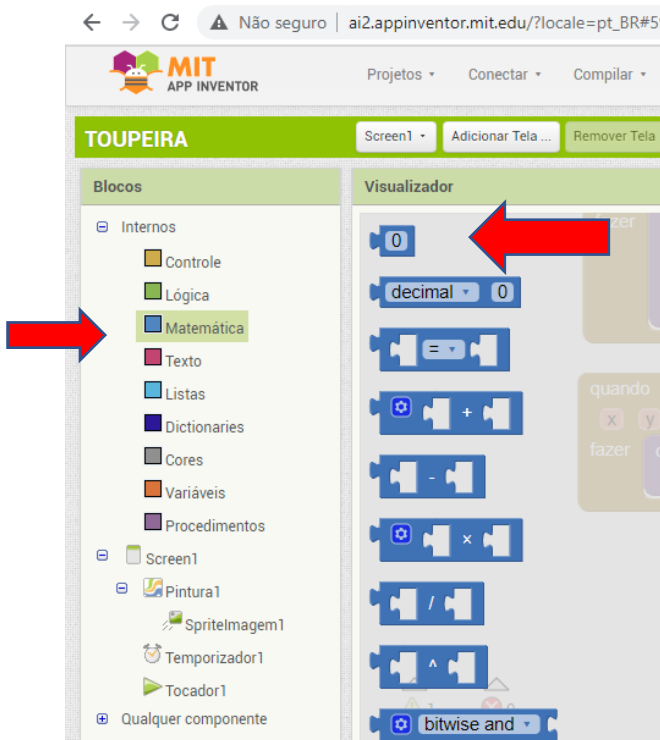 Não seguro | ai2.appinventor.mit.edu/?locale=pt_BR#5
MIT
APP INVENTOR
Projetos
Conectar
Compilar
TOUPEIRA
Screen1
Adicionar Tela ...
Remover Tela
Blocos
Visualizador
Internos
Controle
Lógica
Matemática
Texto
Listas
Dictionaries
Cores
Variáveis
Procedimentos
Screen1
Pintura1
SpriteImagem1
Temporizador1
Tocador1
Qualquer componente
0
decimal 0
=
+
-
×
/
^
bitwise and
quando
x y
fazer